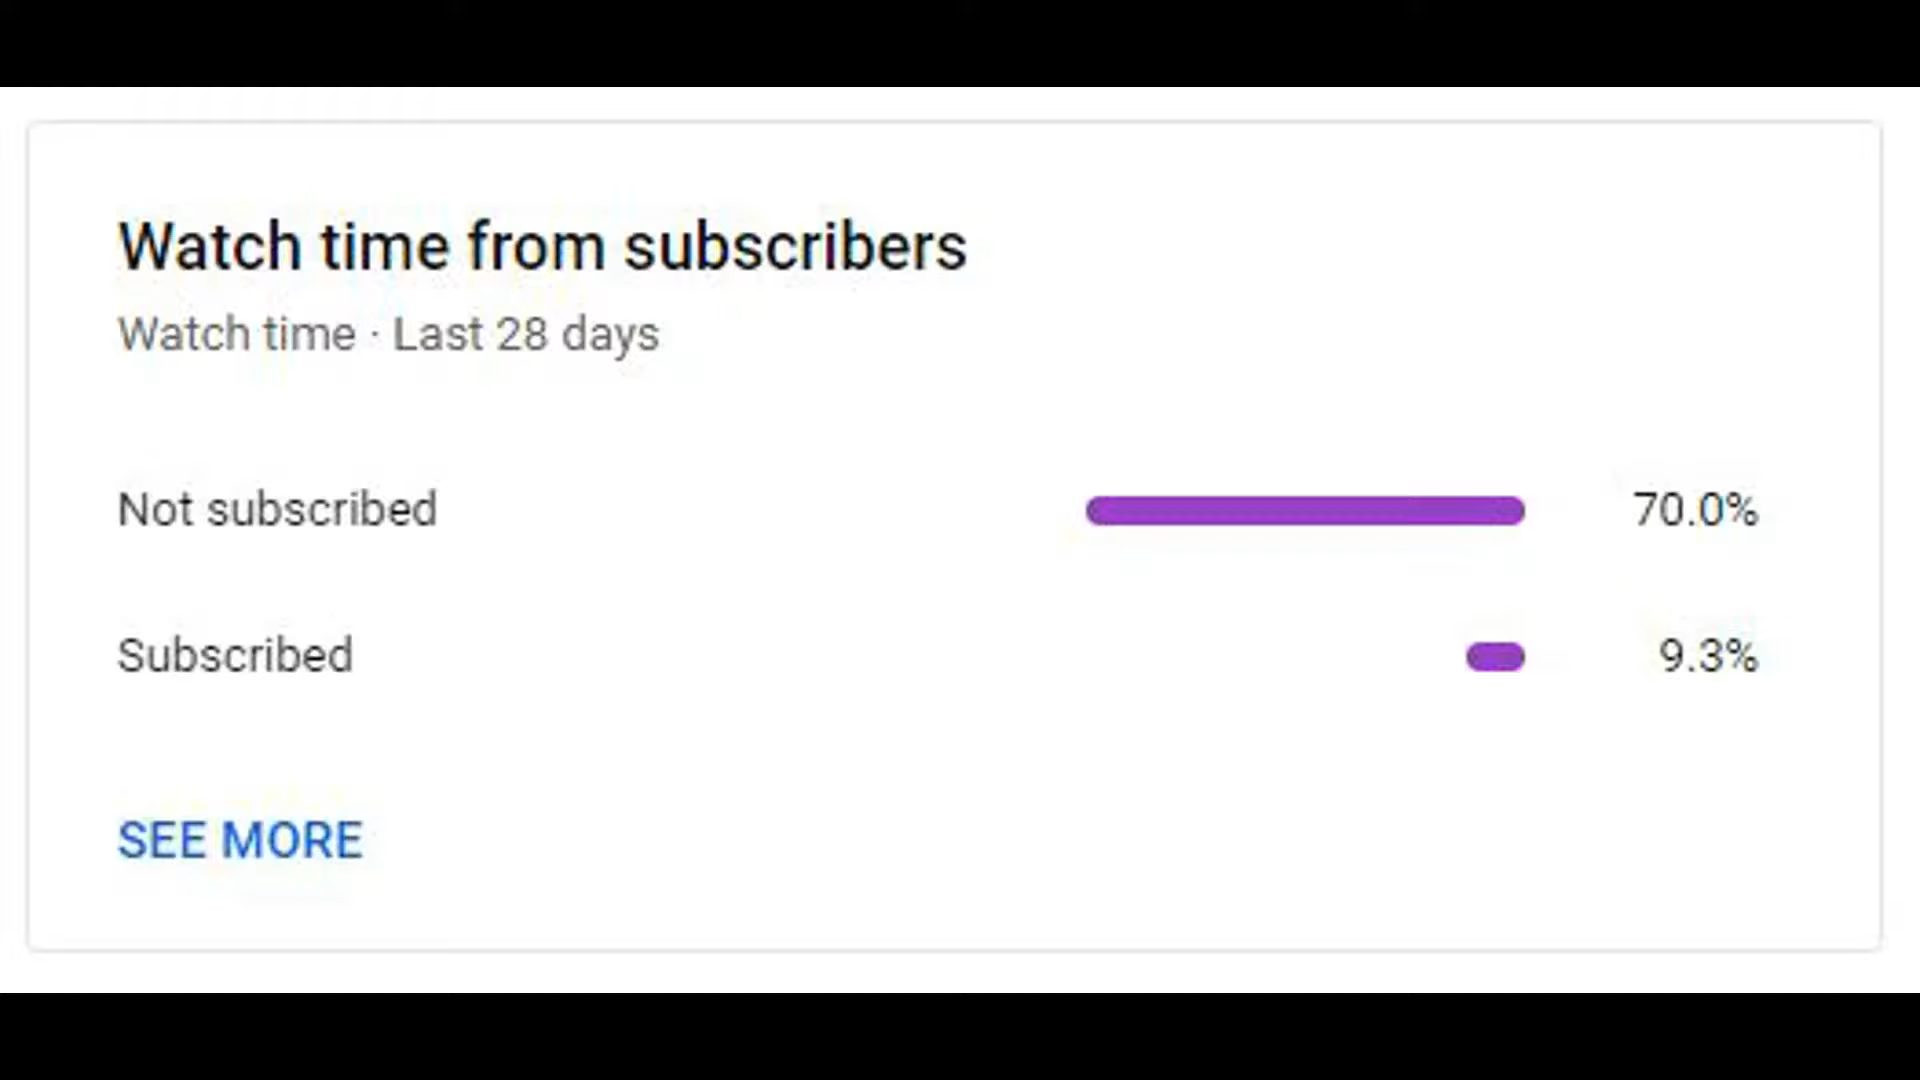 Watch time from subscribers
Watch time · Last 28 days
Not subscribed 70.0%
Subscribed 9.3%
SEE MORE